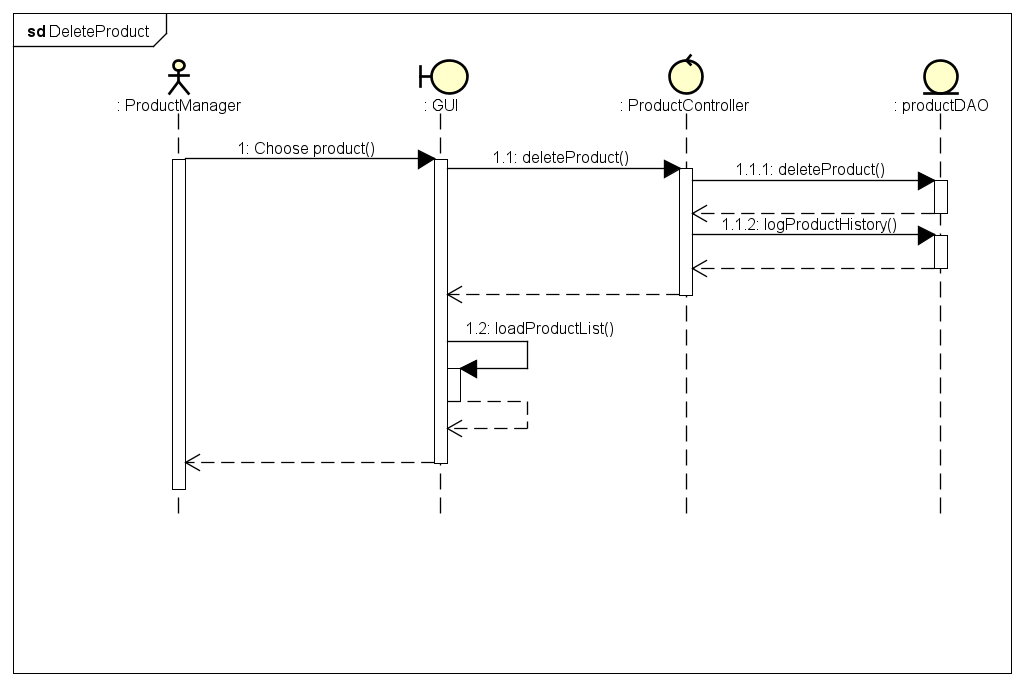 sd DeleteProduct
: ProductManager
: GUI
: ProductController
: productDAO
1: Choose product()
1.1: deleteProduct()
1.1.1: deleteProduct()
1.1.2: logProductHistory()
1.2: loadProductList()